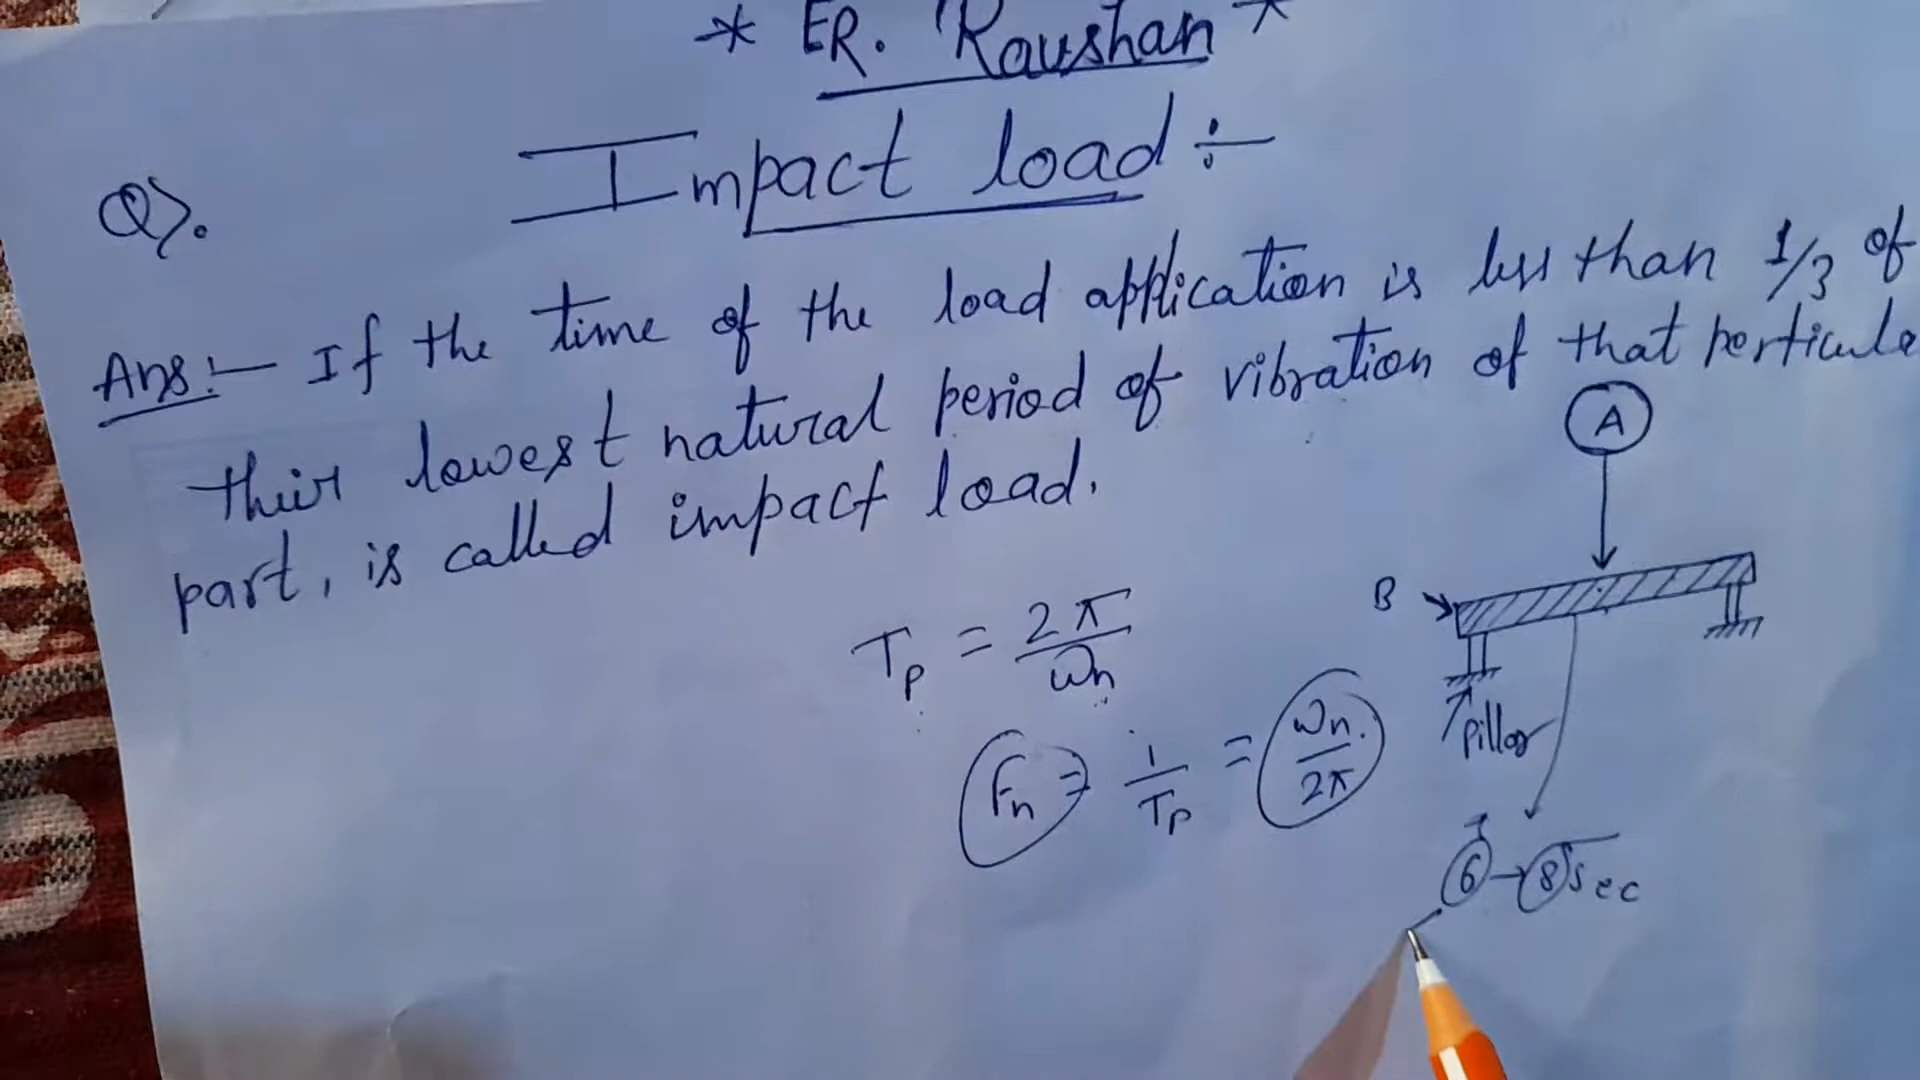 * ER. Raushan *
Q). Impact load :-
Ans:- If the time of the load application is less than 1/3 of
their lowest natural period of vibration of that perticula
part, is called impact load.
A
B
Tp = 2π/ωn
Pillar
Fn = 1/Tp = ωn/2π
6 → 8 sec